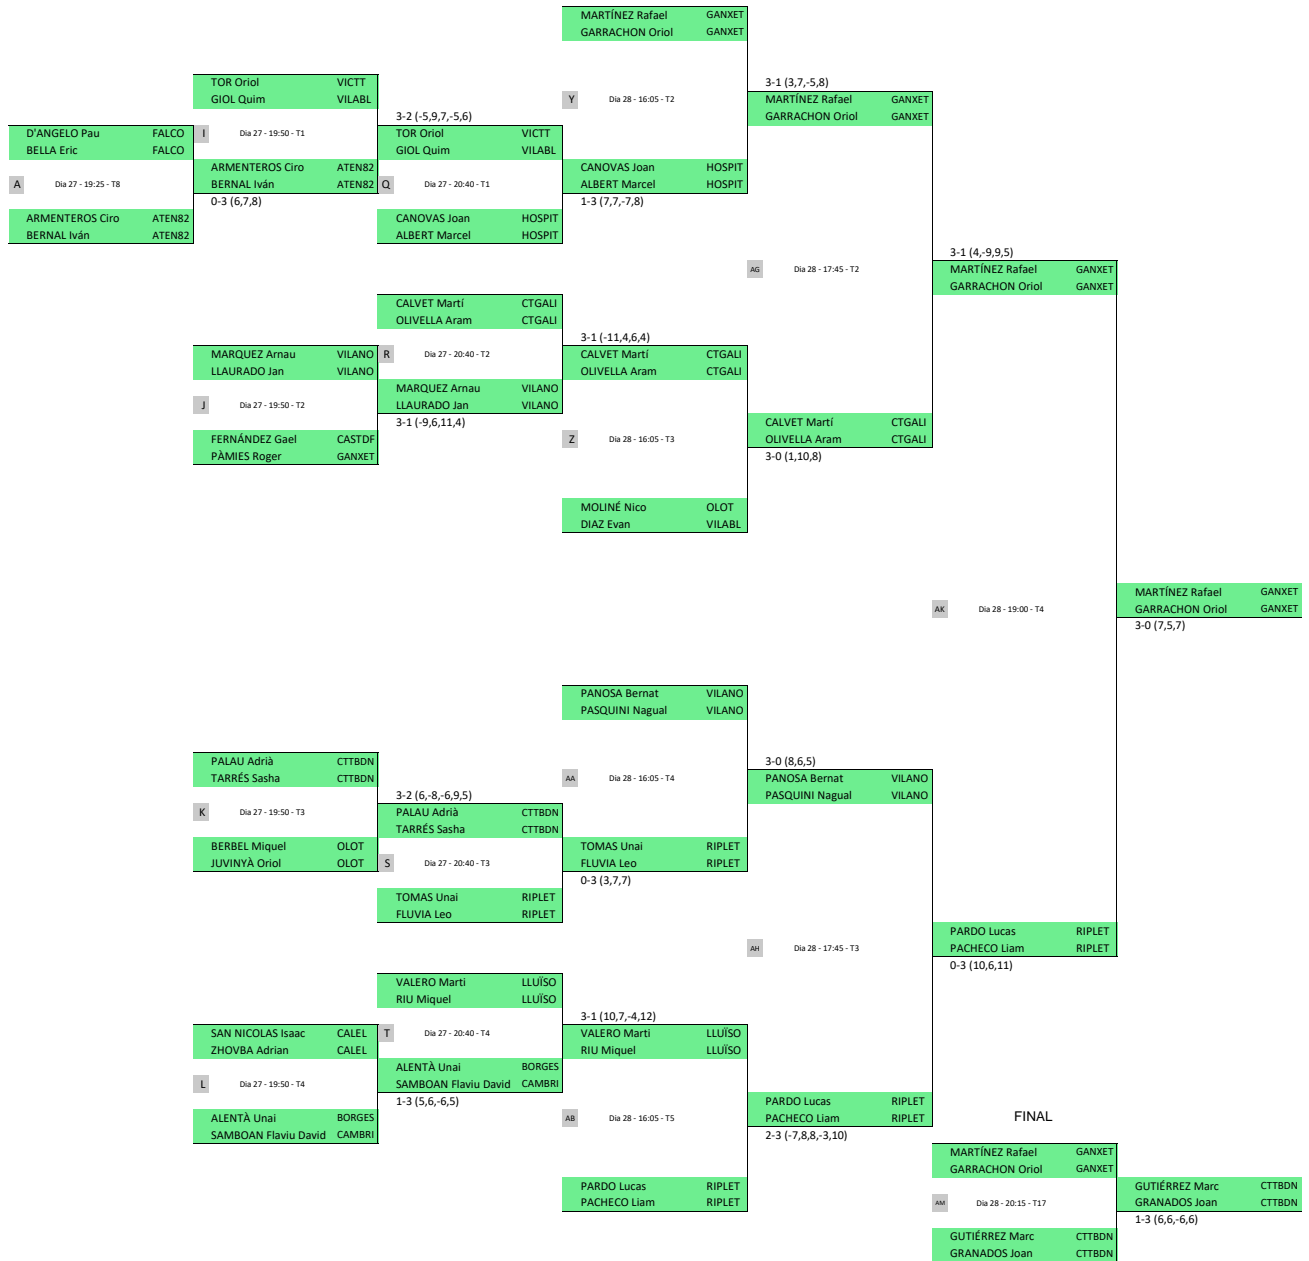 MARTÍNEZ Rafael GANXET
GARRACHON Oriol GANXET
TOR Oriol VICTT
GIOL Quim VILABL
3-1 (3,7,-5,8)
Y Dia 28 - 16:05 - T2
MARTÍNEZ Rafael GANXET
GARRACHON Oriol GANXET
3-2 (-5,9,7,-5,6)
D'ANGELO Pau FALCO
BELLA Eric FALCO
I Dia 27 - 19:50 - T1
TOR Oriol VICTT
GIOL Quim VILABL
ARMENTEROS Ciro ATEN82
BERNAL Iván ATEN82
0-3 (6,7,8)
A Dia 27 - 19:25 - T8
Q Dia 27 - 20:40 - T1
CANOVAS Joan HOSPIT
ALBERT Marcel HOSPIT
1-3 (7,7,-7,8)
ARMENTEROS Ciro ATEN82
BERNAL Iván ATEN82
CANOVAS Joan HOSPIT
ALBERT Marcel HOSPIT
3-1 (4,-9,9,5)
AG Dia 28 - 17:45 - T2
MARTÍNEZ Rafael GANXET
GARRACHON Oriol GANXET
CALVET Martí CTGALI
OLIVELLA Aram CTGALI
3-1 (-11,4,6,4)
MARQUEZ Arnau VILANO
LLAURADO Jan VILANO
R Dia 27 - 20:40 - T2
CALVET Martí CTGALI
OLIVELLA Aram CTGALI
MARQUEZ Arnau VILANO
LLAURADO Jan VILANO
3-1 (-9,6,11,4)
J Dia 27 - 19:50 - T2
CALVET Martí CTGALI
OLIVELLA Aram CTGALI
3-0 (1,10,8)
FERNÁNDEZ Gael CASTDF
PÀMIES Roger GANXET
Z Dia 28 - 16:05 - T3
MOLINÉ Nico OLOT
DIAZ Evan VILABL
AK Dia 28 - 19:00 - T4
MARTÍNEZ Rafael GANXET
GARRACHON Oriol GANXET
3-0 (7,5,7)
PANOSA Bernat VILANO
PASQUINI Nagual VILANO
PALAU Adrià CTTBDN
TARRÉS Sasha CTTBDN
3-0 (8,6,5)
AA Dia 28 - 16:05 - T4
PANOSA Bernat VILANO
PASQUINI Nagual VILANO
3-2 (6,-8,-6,9,5)
K Dia 27 - 19:50 - T3
PALAU Adrià CTTBDN
TARRÉS Sasha CTTBDN
BERBEL Miquel OLOT
JUVINYÀ Oriol OLOT
S Dia 27 - 20:40 - T3
TOMAS Unai RIPLET
FLUVIA Leo RIPLET
0-3 (3,7,7)
TOMAS Unai RIPLET
FLUVIA Leo RIPLET
AH Dia 28 - 17:45 - T3
PARDO Lucas RIPLET
PACHECO Liam RIPLET
0-3 (10,6,11)
VALERO Marti LLUÏSO
RIU Miquel LLUÏSO
3-1 (10,7,-4,12)
SAN NICOLAS Isaac CALEL
ZHOVBA Adrian CALEL
T Dia 27 - 20:40 - T4
VALERO Marti LLUÏSO
RIU Miquel LLUÏSO
ALENTÀ Unai BORGES
SAMBOAN Flaviu David CAMBRI
1-3 (5,6,-6,5)
L Dia 27 - 19:50 - T4
PARDO Lucas RIPLET
PACHECO Liam RIPLET
2-3 (-7,8,8,-3,10)
ALENTÀ Unai BORGES
SAMBOAN Flaviu David CAMBRI
AB Dia 28 - 16:05 - T5
PARDO Lucas RIPLET
PACHECO Liam RIPLET
FINAL
MARTÍNEZ Rafael GANXET
GARRACHON Oriol GANXET
AM Dia 28 - 20:15 - T17
GUTIÉRREZ Marc CTTBDN
GRANADOS Joan CTTBDN
1-3 (6,6,-6,6)
GUTIÉRREZ Marc CTTBDN
GRANADOS Joan CTTBDN